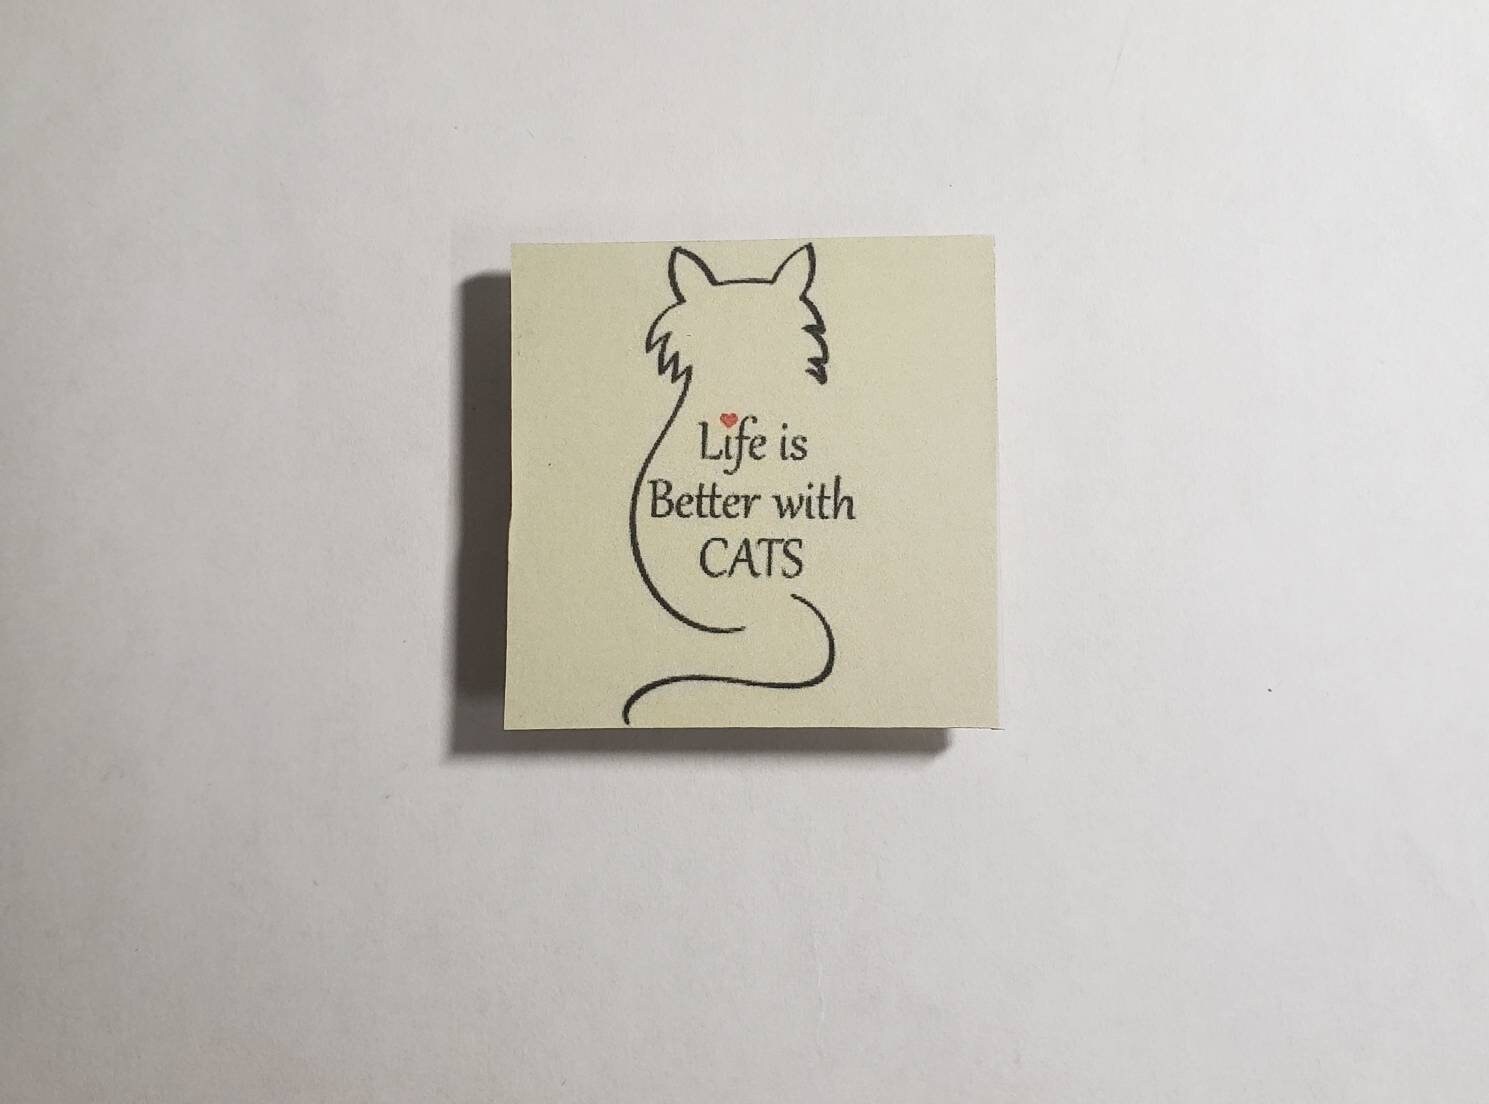 Life is
Better with
CATS